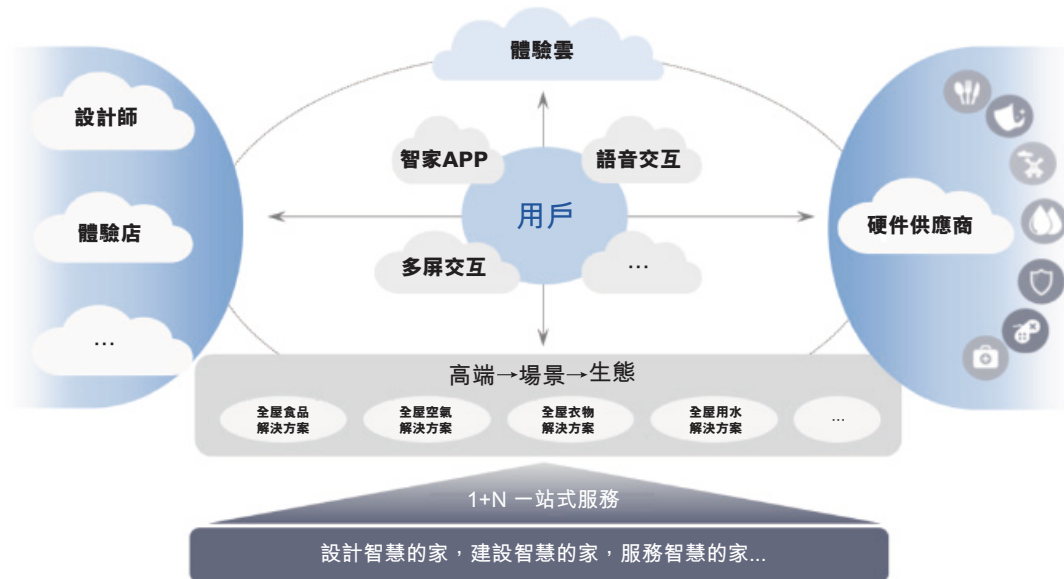 體驗雲
設計師
體驗店
…
智家APP
語音交互
用戶
多屏交互
…
硬件供應商
高端→場景→生態
全屋食品
解決方案
全屋空氣
解決方案
全屋衣物
解決方案
全屋用水
解決方案
…
1+N 一站式服務
設計智慧的家，建設智慧的家，服務智慧的家...